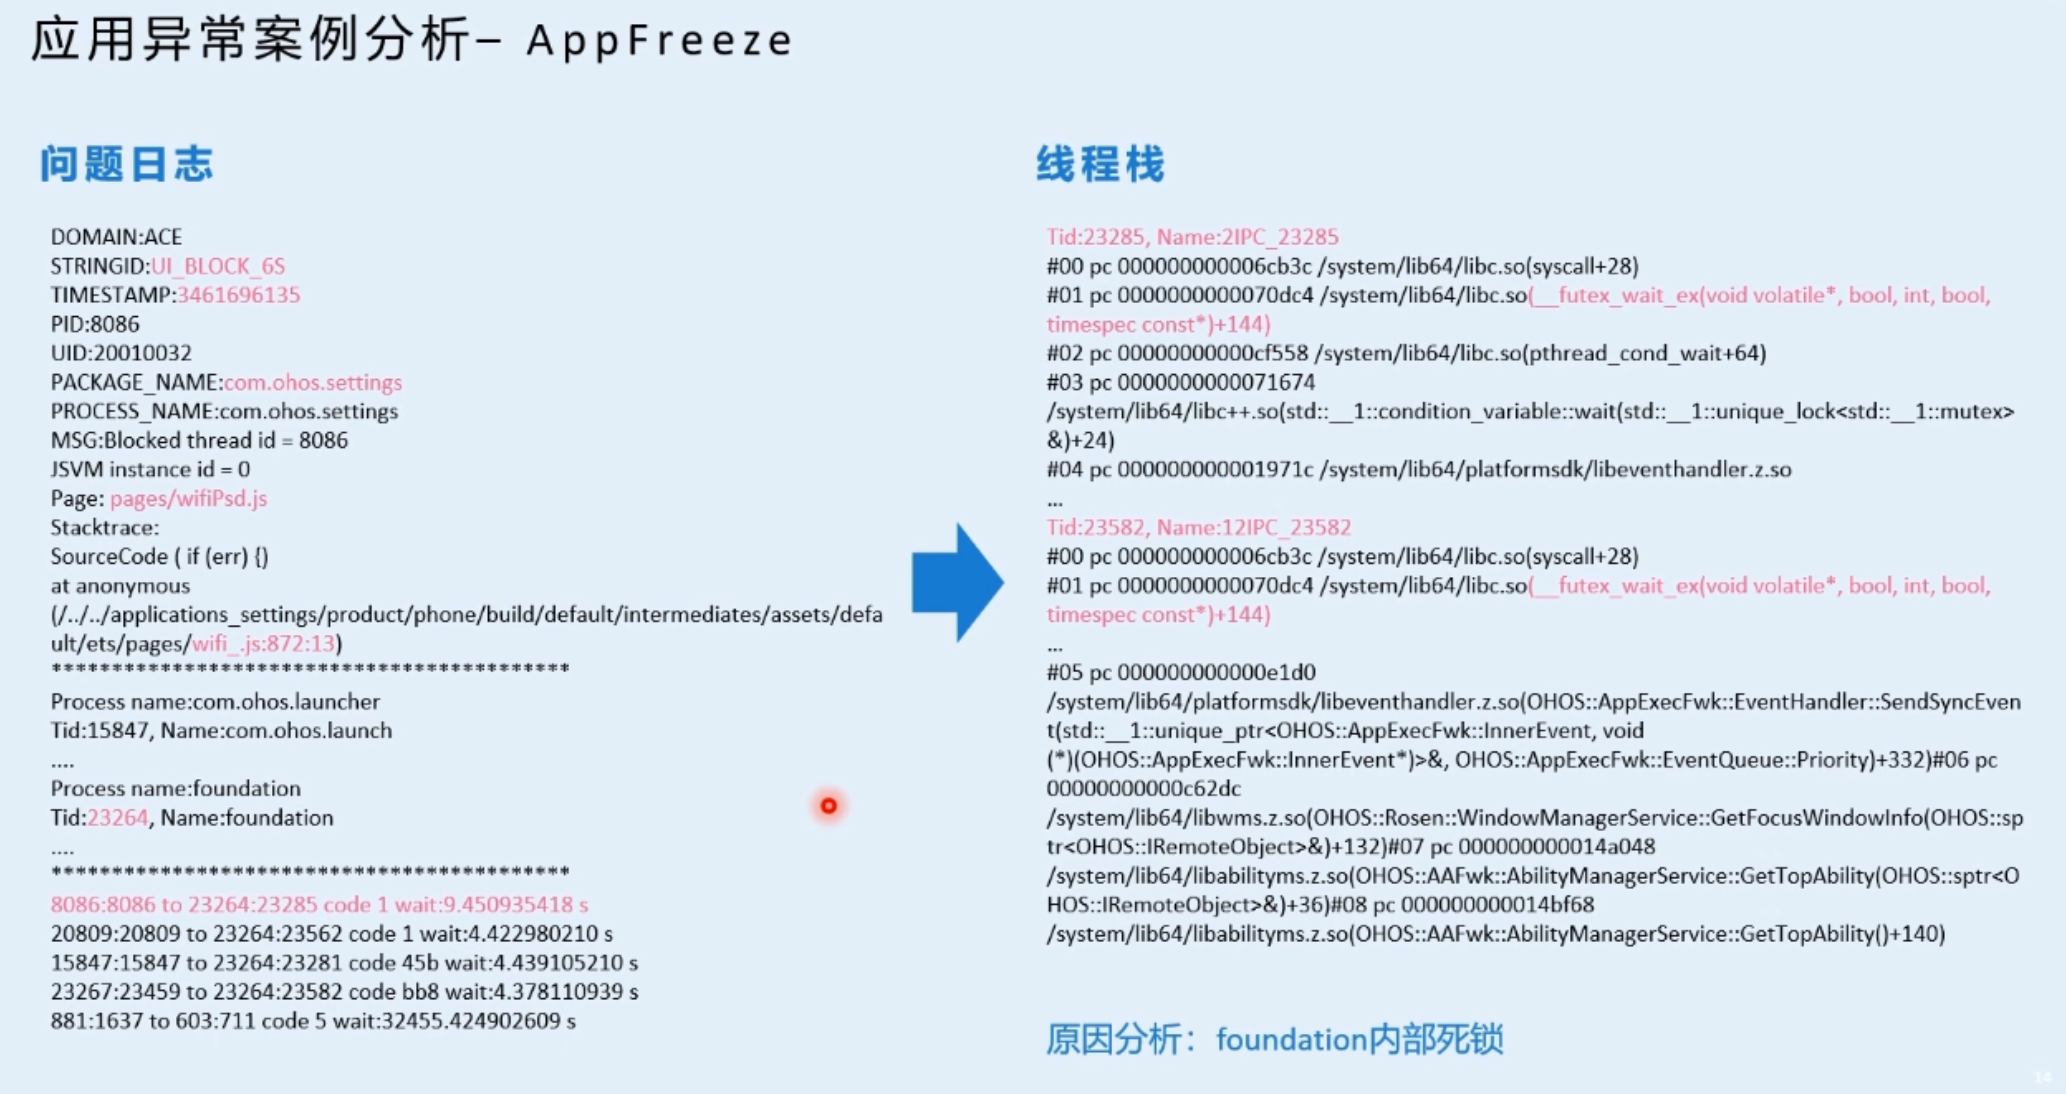 应用异常案例分析– AppFreeze
问题日志
DOMAIN:ACE
STRINGID:UI_BLOCK_6S
TIMESTAMP:3461696135
PID:8086
UID:20010032
PACKAGE_NAME:com.ohos.settings
PROCESS_NAME:com.ohos.settings
MSG:Blocked thread id = 8086
JSVM instance id = 0
Page: pages/wifiPsd.js
Stacktrace:
SourceCode ( if (err) {)
at anonymous
(/../../applications_settings/product/phone/build/default/intermediates/assets/defa
ult/ets/pages/wifi_.js:872:13)
*******************************************
Process name:com.ohos.launcher
Tid:15847, Name:com.ohos.launch
....
Process name:foundation
Tid:23264, Name:foundation
....
*******************************************
8086:8086 to 23264:23285 code 1 wait:9.450935418 s
20809:20809 to 23264:23562 code 1 wait:4.422980210 s
15847:15847 to 23264:23281 code 45b wait:4.439105210 s
23267:23459 to 23264:23582 code bb8 wait:4.378110939 s
881:1637 to 603:711 code 5 wait:32455.424902609 s
线程栈
Tid:23285, Name:2IPC_23285
#00 pc 000000000006cb3c /system/lib64/libc.so(syscall+28)
#01 pc 0000000000070dc4 /system/lib64/libc.so(__futex_wait_ex(void volatile*, bool, int, bool,
timespec const*)+144)
#02 pc 00000000000cf558 /system/lib64/libc.so(pthread_cond_wait+64)
#03 pc 0000000000071674
/system/lib64/libc++.so(std::__1::condition_variable::wait(std::__1::unique_lock<std::__1::mutex>
&)+24)
#04 pc 000000000001971c /system/lib64/platformsdk/libeventhandler.z.so
...
Tid:23582, Name:12IPC_23582
#00 pc 000000000006cb3c /system/lib64/libc.so(syscall+28)
#01 pc 0000000000070dc4 /system/lib64/libc.so(__futex_wait_ex(void volatile*, bool, int, bool,
timespec const*)+144)
...
#05 pc 000000000000e1d0
/system/lib64/platformsdk/libeventhandler.z.so(OHOS::AppExecFwk::EventHandler::SendSyncEven
t(std::__1::unique_ptr<OHOS::AppExecFwk::InnerEvent, void
(*)(OHOS::AppExecFwk::InnerEvent*)>&, OHOS::AppExecFwk::EventQueue::Priority)+332)#06 pc
00000000000c62dc
/system/lib64/libwms.z.so(OHOS::Rosen::WindowManagerService::GetFocusWindowInfo(OHOS::sp
tr<OHOS::IRemoteObject>&)+132)#07 pc 000000000014a048
/system/lib64/libabilityms.z.so(OHOS::AAFwk::AbilityManagerService::GetTopAbility(OHOS::sptr<O
HOS::IRemoteObject>&)+36)#08 pc 000000000014bf68
/system/lib64/libabilityms.z.so(OHOS::AAFwk::AbilityManagerService::GetTopAbility()+140)
原因分析：foundation内部死锁
14